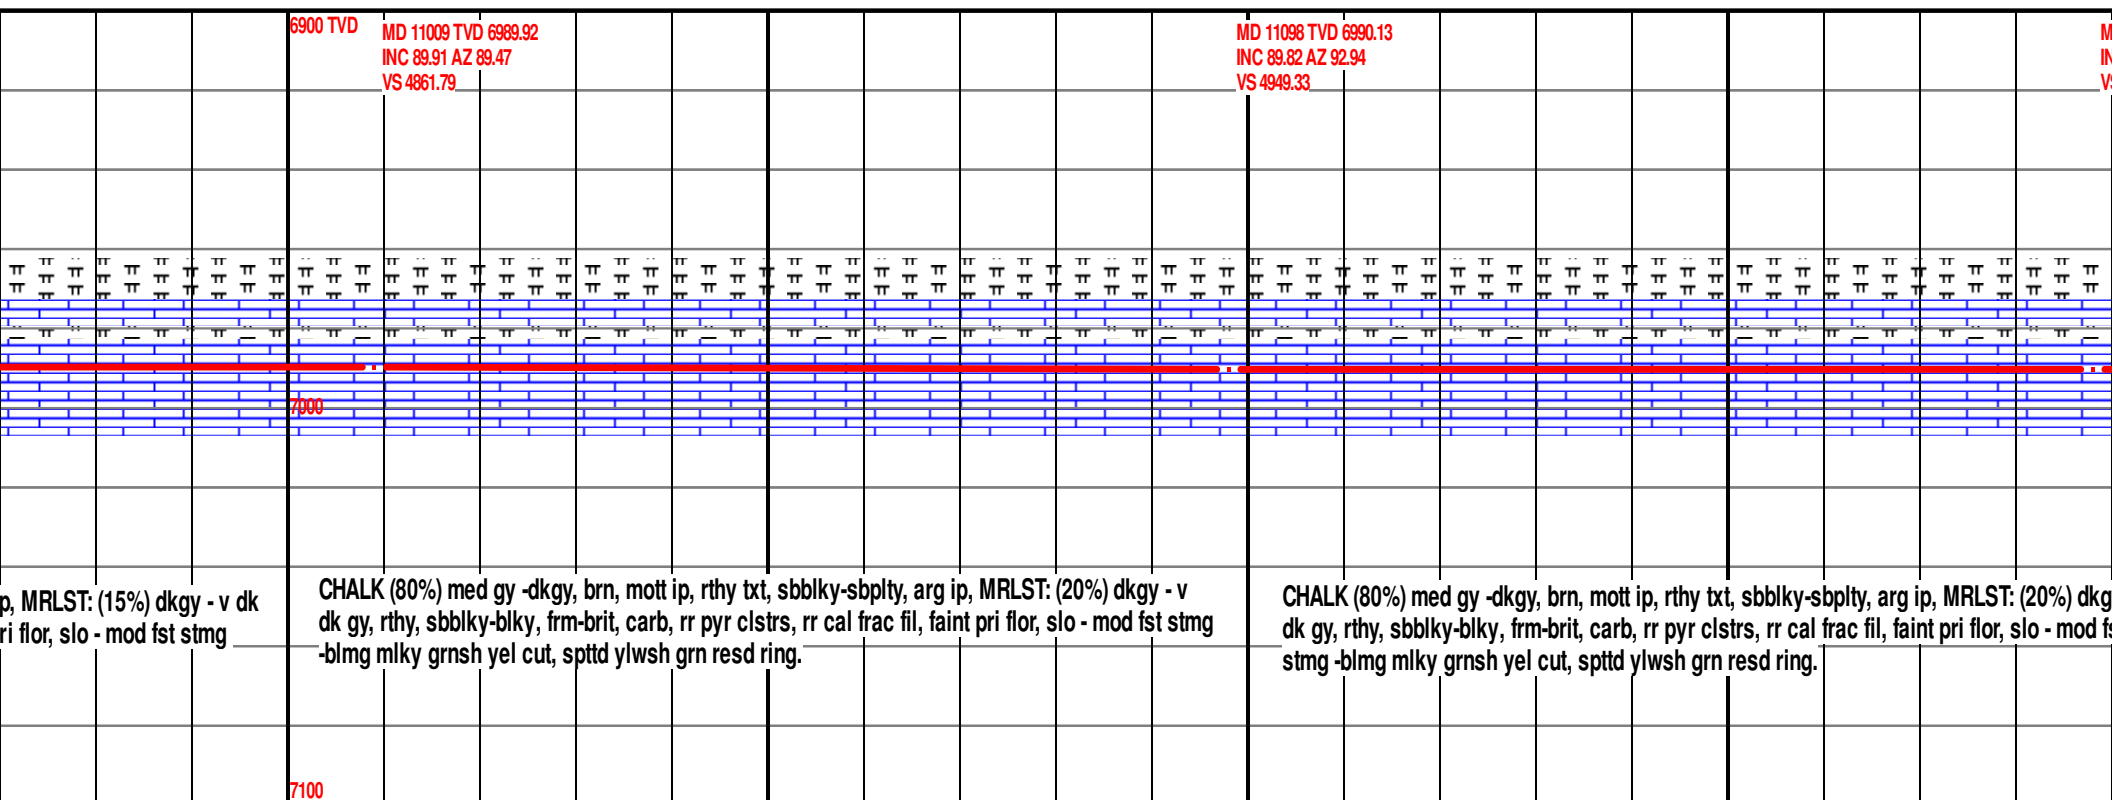 6900 TVD
MD 11009 TVD 6989.92
INC 89.91 AZ 89.47
VS 4861.79
MD 11098 TVD 6990.13
INC 89.82 AZ 92.94
VS 4949.33
7000
p, MRLST: (15%) dkgy - v dk
ri flor, slo - mod fst stmg
CHALK (80%) med gy -dkgy, brn, mott ip, rthy txt, sbblky-sbplty, arg ip, MRLST: (20%) dkgy - v
dk gy, rthy, sbblky-blky, frm-brit, carb, rr pyr clstrs, rr cal frac fil, faint pri flor, slo - mod fst stmg
-blmg mlky grnsh yel cut, spttd ylwsh grn resd ring.
CHALK (80%) med gy -dkgy, brn, mott ip, rthy txt, sbblky-sbplty, arg ip, MRLST: (20%) dkg
dk gy, rthy, sbblky-blky, frm-brit, carb, rr pyr clstrs, rr cal frac fil, faint pri flor, slo - mod fs
stmg -blmg mlky grnsh yel cut, spttd ylwsh grn resd ring.
7100